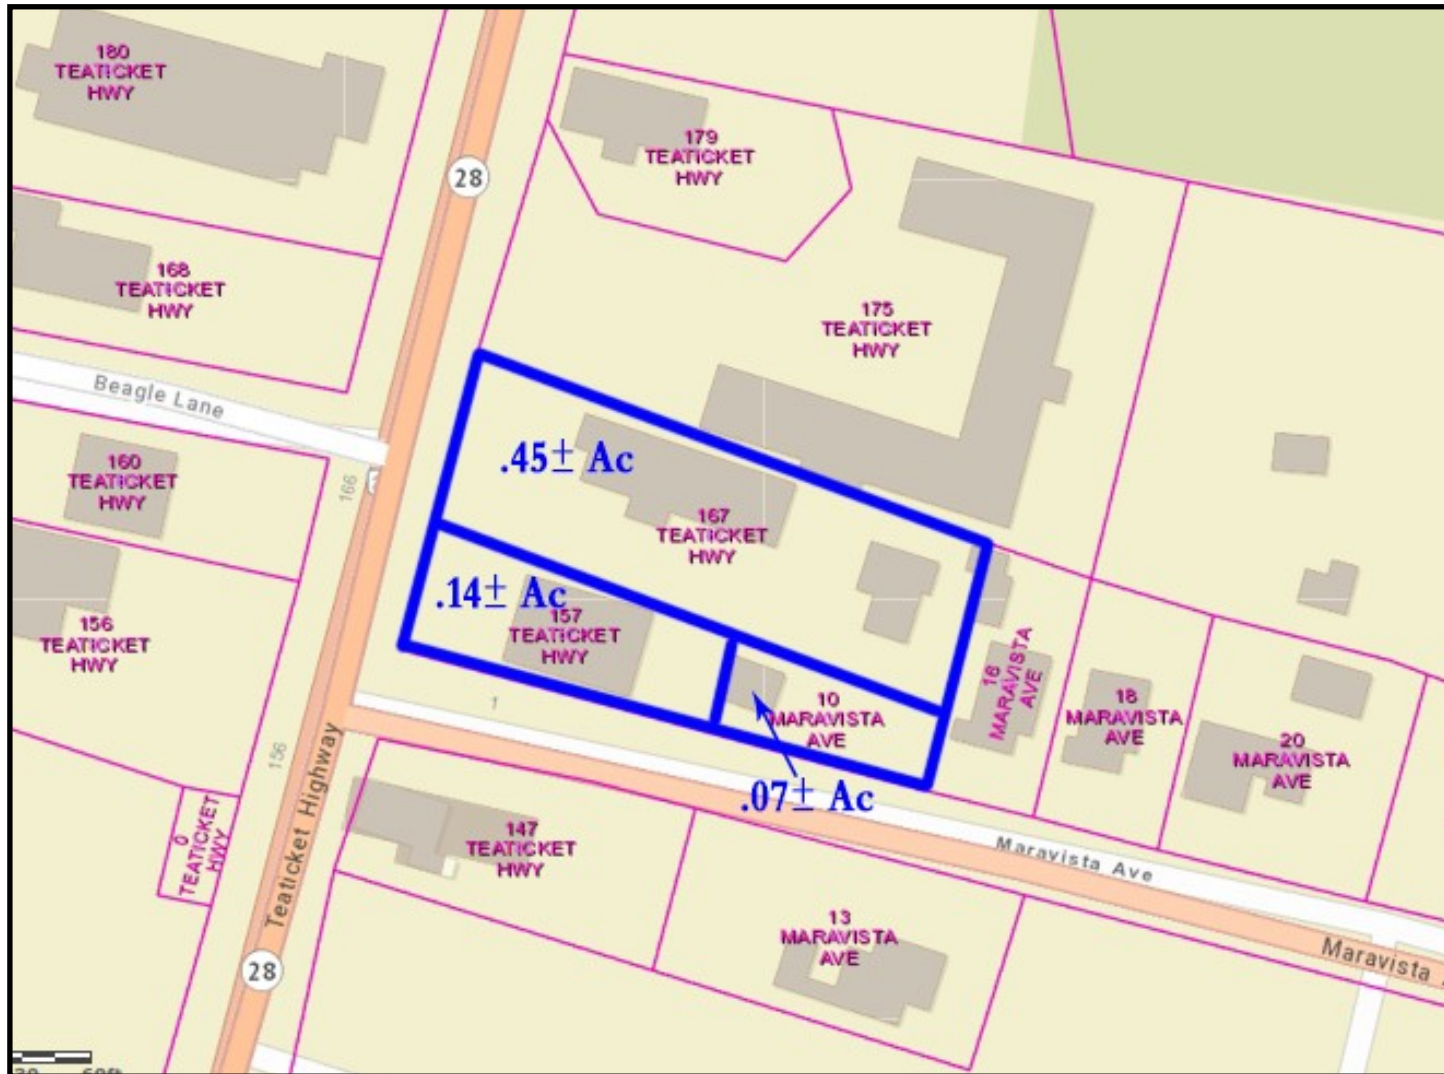 180
TEATICKET
HWY
179
TEATICKET
HWY
28
168
TEATICKET
HWY
175
TEATICKET
HWY
Beagle Lane
.45± Ac
160
TEATICKET
HWY
166
167
TEATICKET
HWY
.14± Ac
157
TEATICKET
HWY
156
TEATICKET
HWY
16
MARAVISTA
AVE
10
MARAVISTA
AVE
18
MARAVISTA
AVE
20
MARAVISTA
AVE
1
156
Teaticket Highway
.07± Ac
0
TEATICKET
HWY
147
TEATICKET
HWY
Maravista Ave
13
MARAVISTA
AVE
Maravista
28
60ft